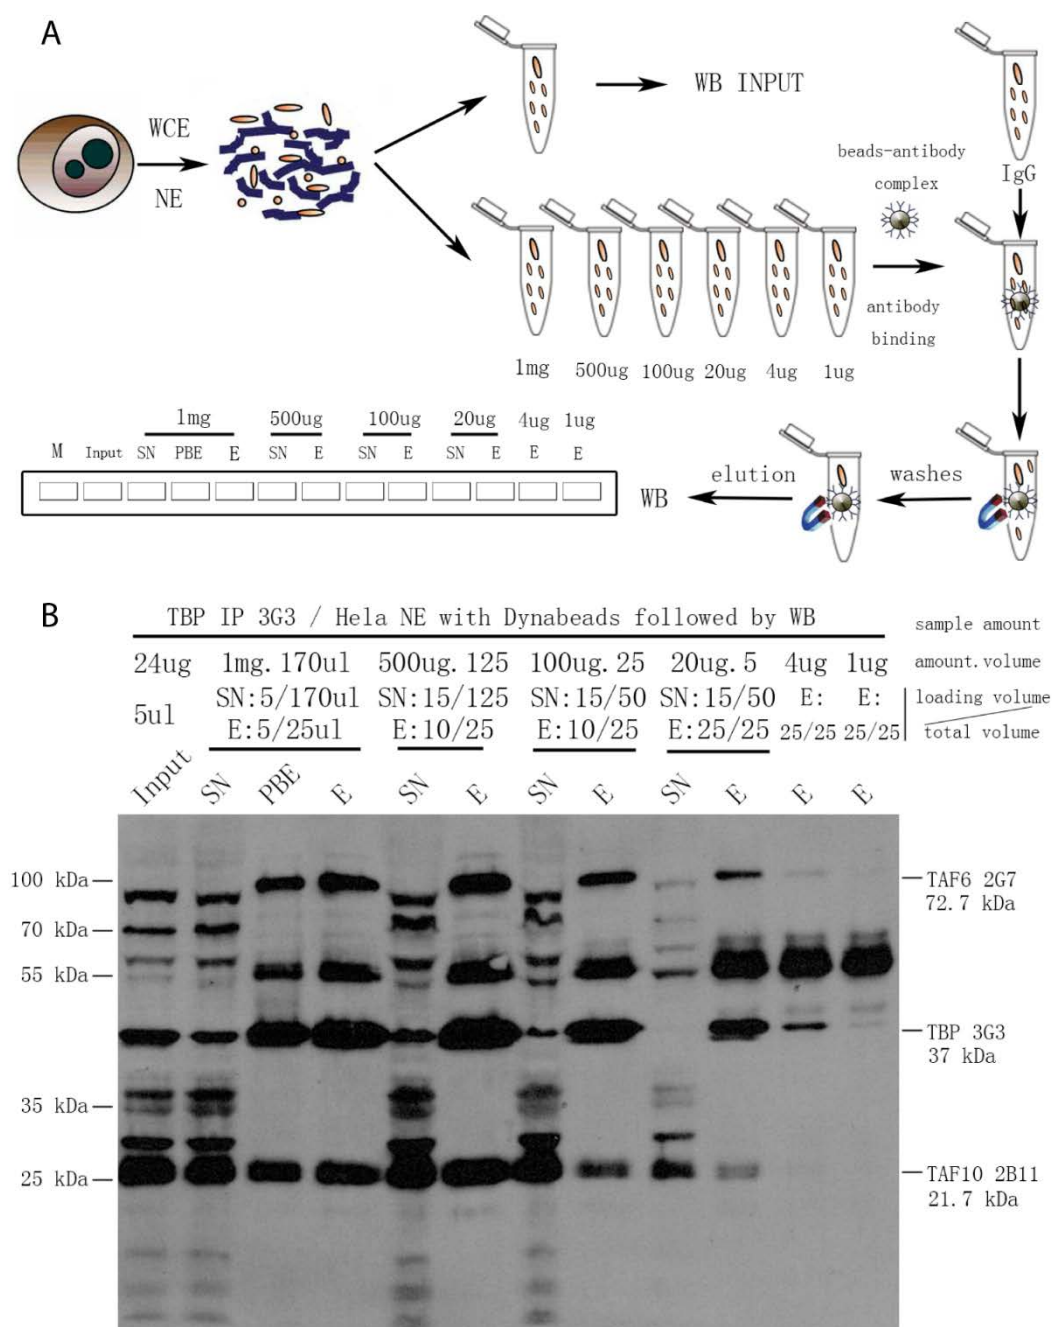 A
WCE
NE
WB INPUT
beads-antibody
complex
IgG
antibody
binding
1mg 500ug 100ug 20ug 4ug 1ug
1mg 500ug 100ug 20ug 4ug 1ug
M Input SN PBE E SN E SN E SN E E E
WB
elution
washes
B
TBP IP 3G3 / Hela NE with Dynabeads followed by WB
sample amount
24ug 1mg.170ul 500ug.125 100ug.25 20ug.5 4ug 1ug
amount.volume
5ul
SN:5/170ul SN:15/125 SN:15/50 SN:15/50 E: E:
loading volume
E:5/25ul E:10/25 E:10/25 E:25/25 25/25 25/25
total volume
Input SN PBE E SN E SN E SN E E E
100 kDa
70 kDa
55 kDa
35 kDa
25 kDa
TAF6 2G7
72.7 kDa
TBP 3G3
37 kDa
TAF10 2B11
21.7 kDa